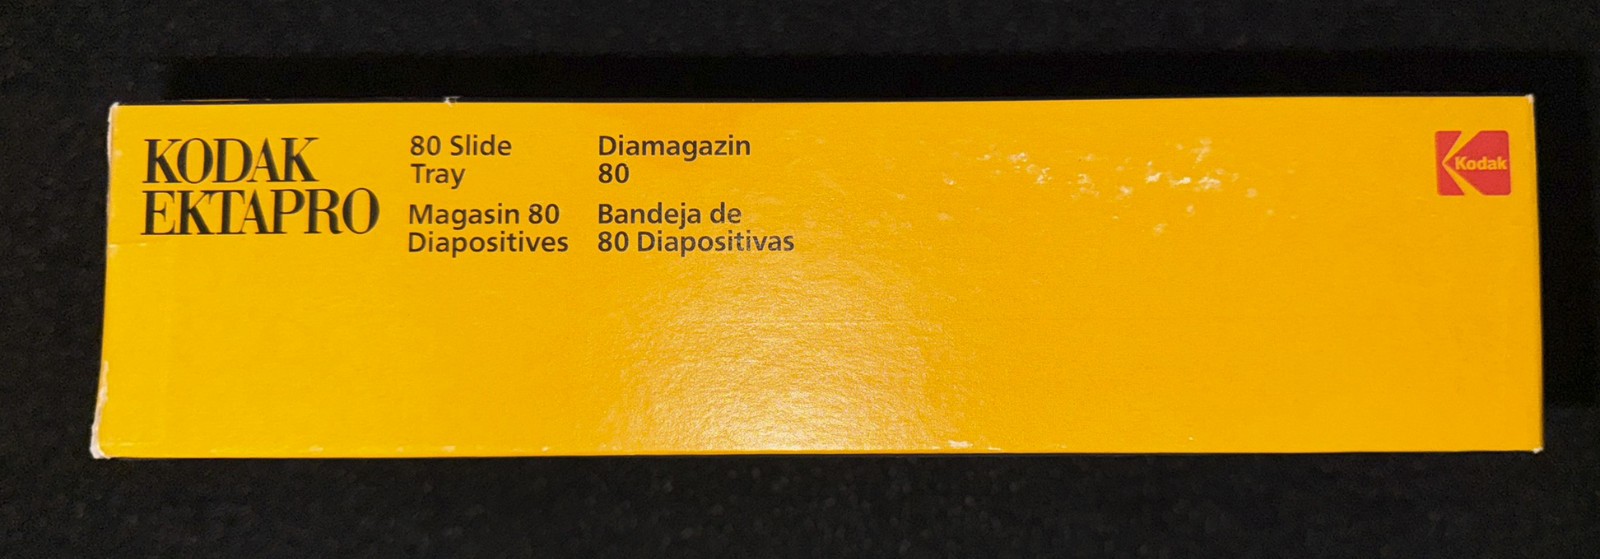 KODAK
EKTAPRO
80 Slide
Tray
Magasin 80
Diapositives
Diamagazin
80
Bandeja de
80 Diapositivas
Kodak